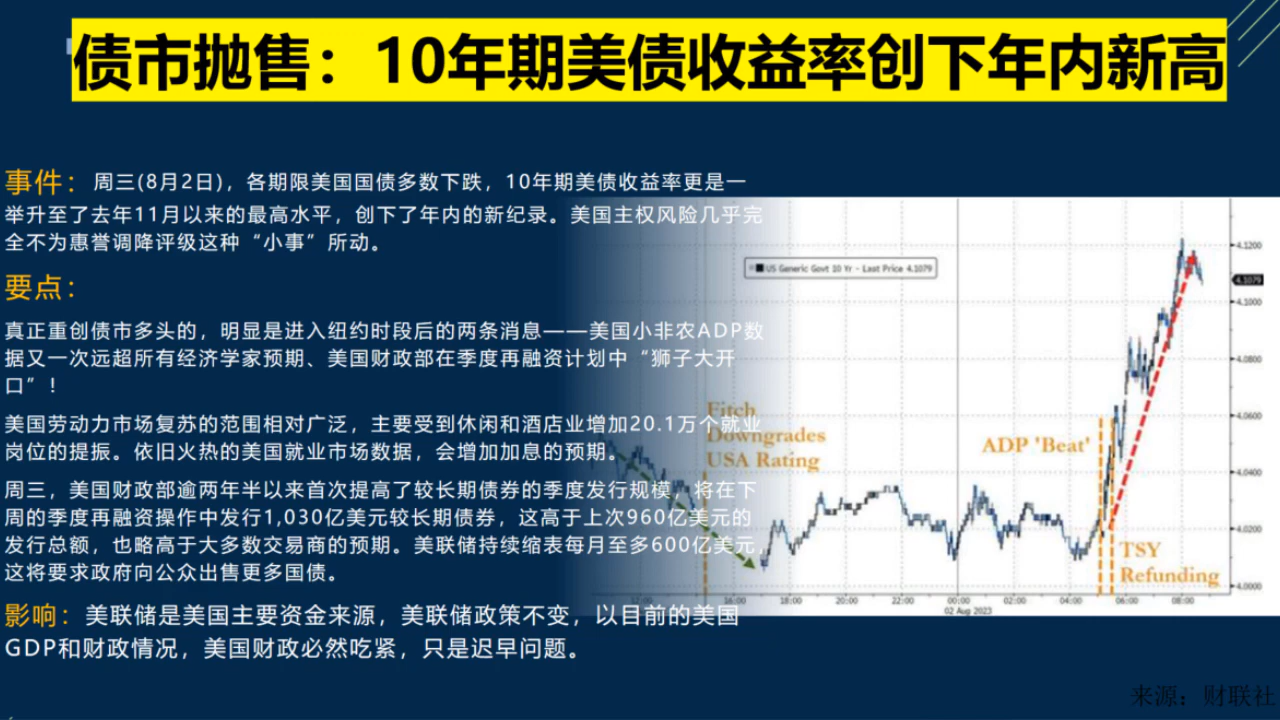 债市抛售：10年期美债收益率创下年内新高
事件：周三(8月2日)，各期限美国国债多数下跌，10年期美债收益率更是一
举升至了去年11月以来的最高水平，创下了年内的新纪录。美国主权风险几乎完
全不为惠誉调降评级这种“小事”所动。
要点：
真正重创债市多头的，明显是进入纽约时段后的两条消息——美国小非农ADP数
据又一次远超所有经济学家预期、美国财政部在季度再融资计划中“狮子大开
口”！
美国劳动力市场复苏的范围相对广泛，主要受到休闲和酒店业增加20.1万个就业
岗位的提振。依旧火热的美国就业市场数据，会增加加息的预期。
周三，美国财政部逾两年半以来首次提高了较长期债券的季度发行规模，将在下
周的季度再融资操作中发行1,030亿美元较长期债券，这高于上次960亿美元的
发行总额，也略高于大多数交易商的预期。美联储持续缩表每月至多600亿美元，
这将要求政府向公众出售更多国债。
影响：美联储是美国主要资金来源，美联储政策不变，以目前的美国
GDP和财政情况，美国财政必然吃紧，只是迟早问题。
US Generic Govt 10 Yr - Last Price 4.1079
Fitch
Downgrades
USA Rating
ADP 'Beat'
TSY
Refunding
4.1200
4.1079
4.1000
4.0800
4.0600
4.0400
4.0200
4.0000
12:00
14:00
16:00
18:00
20:00
22:00
00:00
02:00
04:00
06:00
08:00
02 Aug 2023
来源：财联社